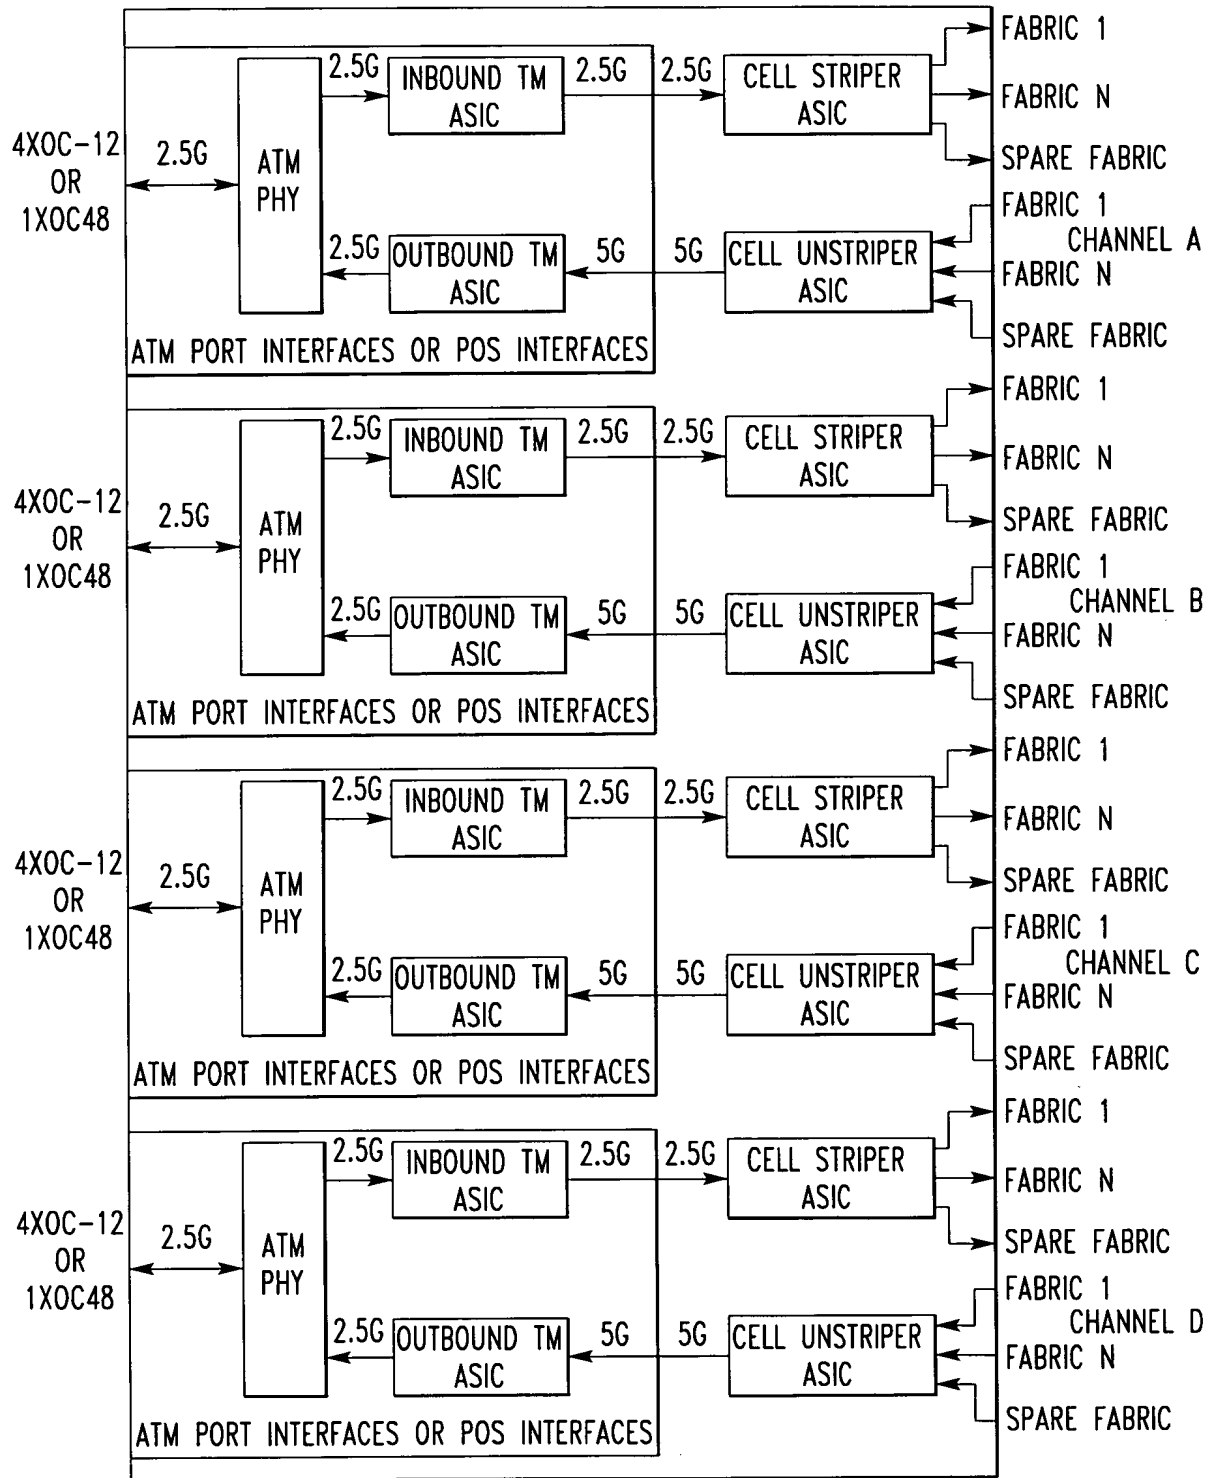 FABRIC 1
2.5G
INBOUND TM
ASIC
2.5G
2.5G
CELL STRIPER
ASIC
FABRIC N
4XOC-12
OR
1XOC48
2.5G
ATM
PHY
SPARE FABRIC
FABRIC 1
CHANNEL A
2.5G
OUTBOUND TM
ASIC
5G
5G
CELL UNSTRIPER
ASIC
FABRIC N
SPARE FABRIC
ATM PORT INTERFACES OR POS INTERFACES
FABRIC 1
2.5G
INBOUND TM
ASIC
2.5G
2.5G
CELL STRIPER
ASIC
FABRIC N
4XOC-12
OR
1XOC48
2.5G
ATM
PHY
SPARE FABRIC
FABRIC 1
CHANNEL B
2.5G
OUTBOUND TM
ASIC
5G
5G
CELL UNSTRIPER
ASIC
FABRIC N
SPARE FABRIC
ATM PORT INTERFACES OR POS INTERFACES
FABRIC 1
2.5G
INBOUND TM
ASIC
2.5G
2.5G
CELL STRIPER
ASIC
FABRIC N
4XOC-12
OR
1XOC48
2.5G
ATM
PHY
SPARE FABRIC
FABRIC 1
CHANNEL C
2.5G
OUTBOUND TM
ASIC
5G
5G
CELL UNSTRIPER
ASIC
FABRIC N
SPARE FABRIC
ATM PORT INTERFACES OR POS INTERFACES
FABRIC 1
2.5G
INBOUND TM
ASIC
2.5G
2.5G
CELL STRIPER
ASIC
FABRIC N
4XOC-12
OR
1XOC48
2.5G
ATM
PHY
SPARE FABRIC
FABRIC 1
CHANNEL D
2.5G
OUTBOUND TM
ASIC
5G
5G
CELL UNSTRIPER
ASIC
FABRIC N
SPARE FABRIC
ATM PORT INTERFACES OR POS INTERFACES